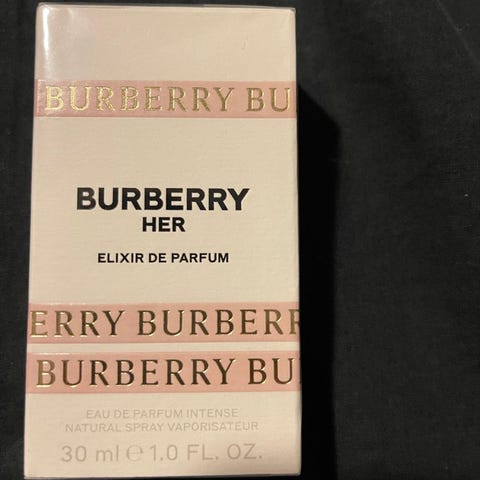 BURBERRY BU
BURBERRY
HER
ELIXIR DE PARFUM
ERRY BURBERR
BURBERRY BU
EAU DE PARFUM INTENSE
NATURAL SPRAY VAPORISATEUR
30 ml ℮ 1.0 FL. OZ.